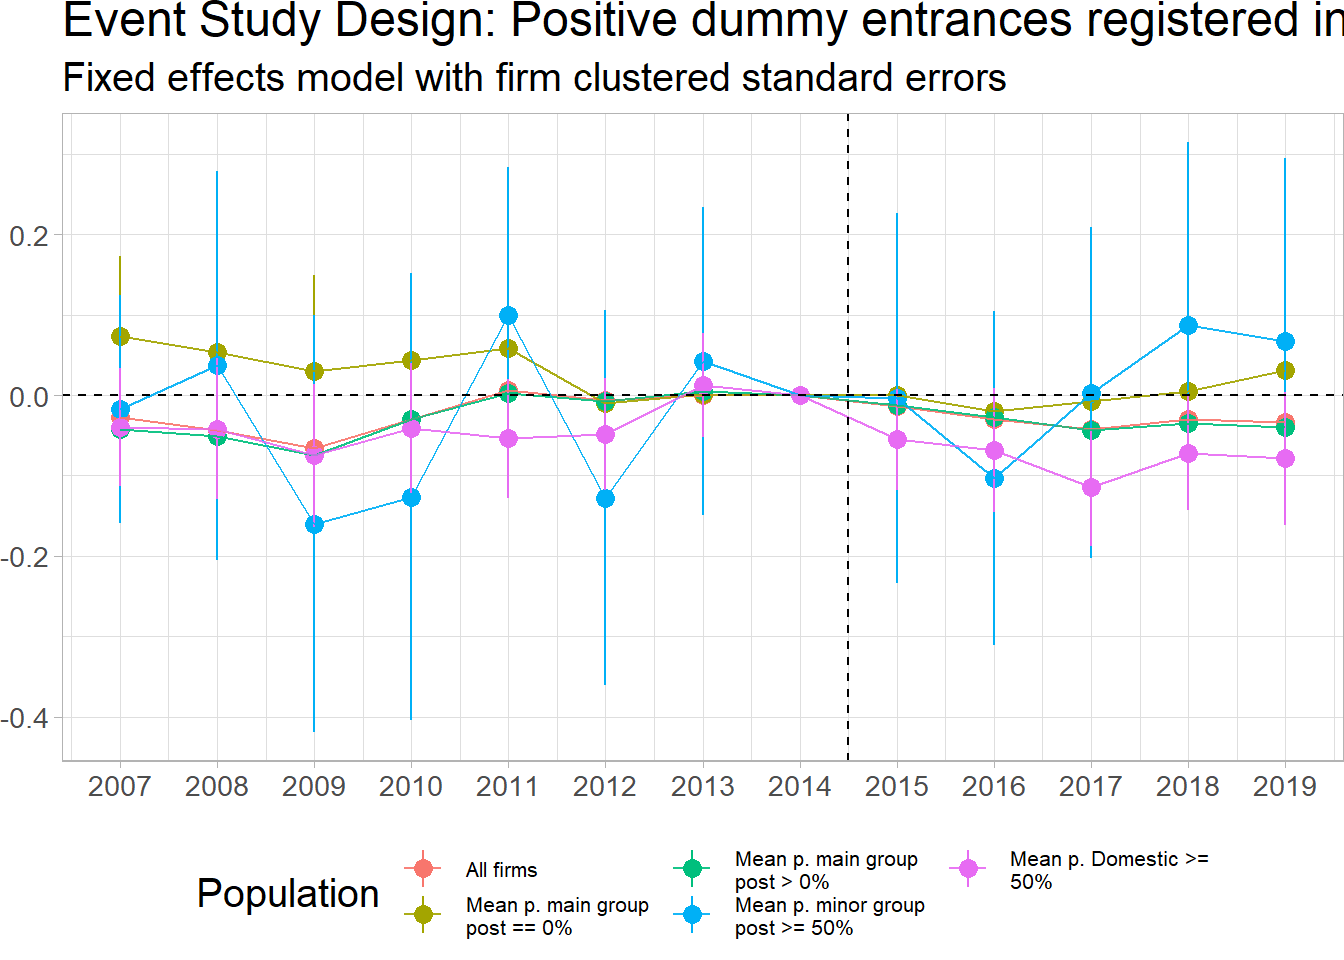 Event Study Design: Positive dummy entrances registered in
Fixed effects model with firm clustered standard errors
0.2
0.0
-0.2
-0.4
2007 2008 2009 2010 2011 2012 2013 2014 2015 2016 2017 2018 2019
Population
All firms
Mean p. main group
post == 0%
Mean p. main group
post > 0%
Mean p. minor group
post >= 50%
Mean p. Domestic >=
50%